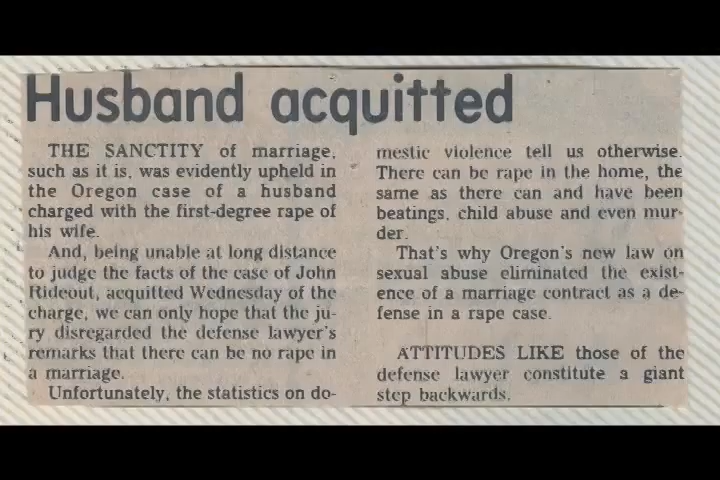 Husband acquitted
THE SANCTITY of marriage,
such as it is, was evidently upheld in
the Oregon case of a husband
charged with the first-degree rape of
his wife.
And, being unable at long distance
to judge the facts of the case of John
Rideout, acquitted Wednesday of the
charge, we can only hope that the ju-
ry disregarded the defense lawyer's
remarks that there can be no rape in
a marriage.
Unfortunately, the statistics on do-
mestic violence tell us otherwise.
There can be rape in the home, the
same as there can and have been
beatings, child abuse and even mur-
der.
That's why Oregon's new law on
sexual abuse eliminated the exist-
ence of a marriage contract as a de-
fense in a rape case.
ATTITUDES LIKE those of the
defense lawyer constitute a giant
step backwards.